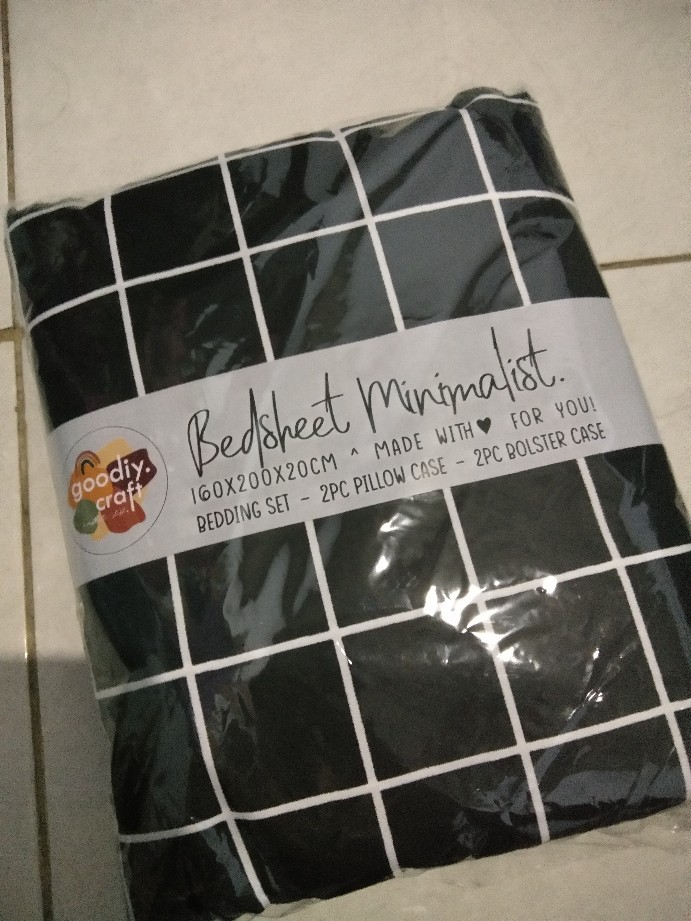 Bedsheet Minimalist.
160X200X20CM ^ MADE WITH ♥ FOR YOU!
BEDDING SET - 2PC PILLOW CASE - 2PC BOLSTER CASE
goodiy.
craft